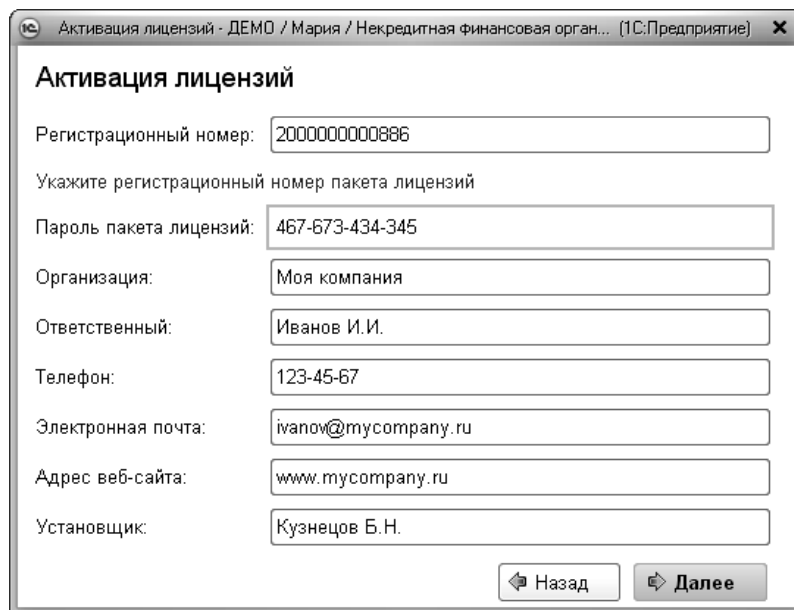 1С Активация лицензий - ДЕМО / Мария / Некредитная финансовая орган... (1С:Предприятие)
Активация лицензий
Регистрационный номер: 2000000000886
Укажите регистрационный номер пакета лицензий
Пароль пакета лицензий: 467-673-434-345
Организация: Моя компания
Ответственный: Иванов И.И.
Телефон: 123-45-67
Электронная почта: ivanov@mycompany.ru
Адрес веб-сайта: www.mycompany.ru
Установщик: Кузнецов Б.Н.
Назад Далее